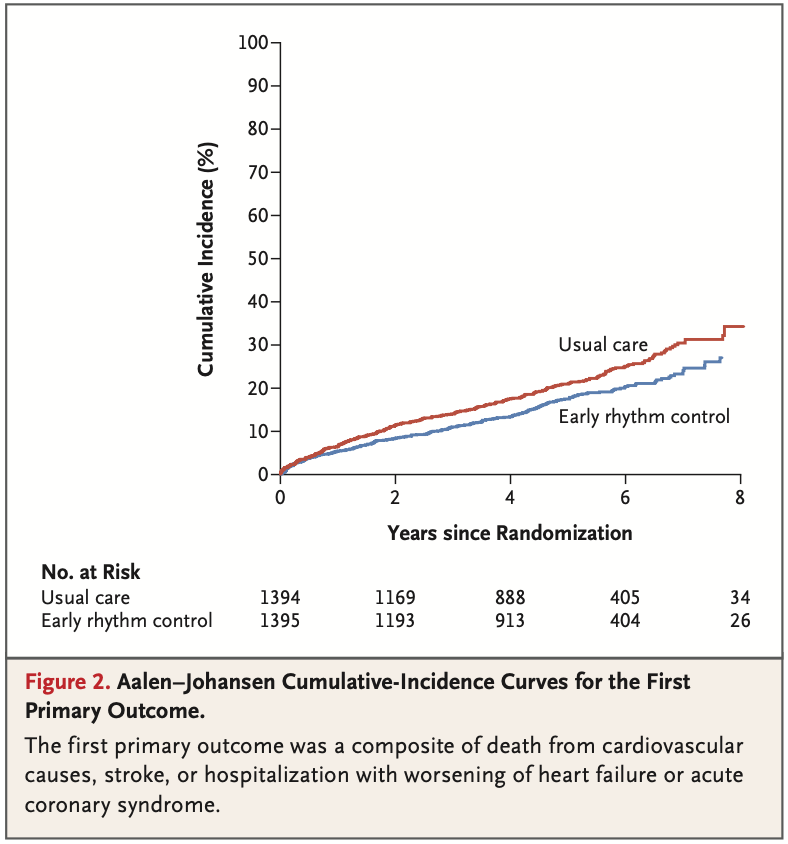 100
90
80
70
60
50
40
30
20
10
0
Cumulative Incidence (%)
Usual care
Early rhythm control
0 2 4 6 8
Years since Randomization
No. at Risk
Usual care 1394 1169 888 405 34
Early rhythm control 1395 1193 913 404 26
Figure 2. Aalen–Johansen Cumulative-Incidence Curves for the First
Primary Outcome.
The first primary outcome was a composite of death from cardiovascular
causes, stroke, or hospitalization with worsening of heart failure or acute
coronary syndrome.